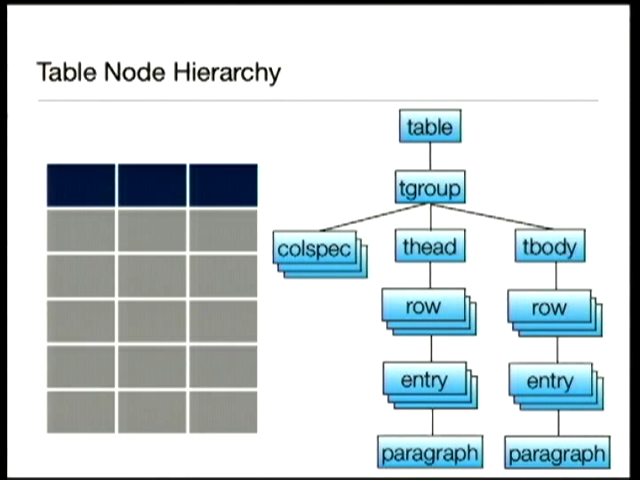 Table Node Hierarchy
table
tgroup
colspec
thead
tbody
row
row
entry
entry
paragraph
paragraph